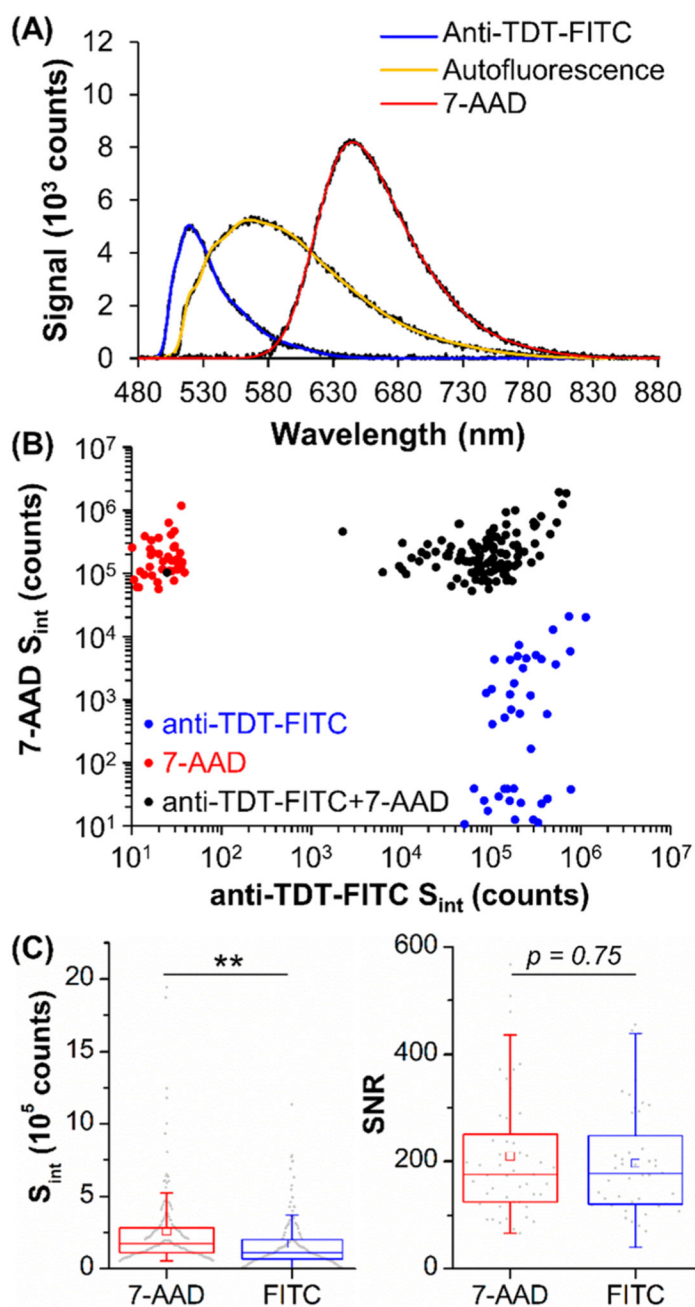 (A)
Anti-TDT-FITC
Autofluorescence
7-AAD
Signal (10³ counts)
12
10
8
6
4
2
0
480 530 580 630 680 730 780 830 880
Wavelength (nm)
(B)
7-AAD S_int (counts)
10⁷
10⁶
10⁵
10⁴
10³
10²
10¹
anti-TDT-FITC
7-AAD
anti-TDT-FITC+7-AAD
10¹ 10² 10³ 10⁴ 10⁵ 10⁶ 10⁷
anti-TDT-FITC S_int (counts)
(C)
S_int (10⁵ counts)
20
15
10
5
0
**
7-AAD FITC
SNR
600
400
200
0
p = 0.75
7-AAD FITC